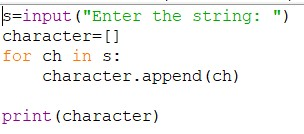 s=input("Enter the string: ")
character=[]
for ch in s:
    character.append(ch)
print(character)